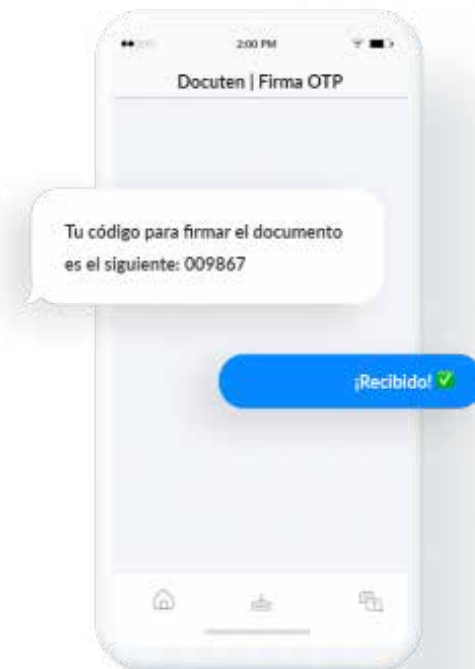 2:00 PM
Docuten | Firma OTP
Tu código para firmar el documento
es el siguiente: 009867
¡Recibido! ✅